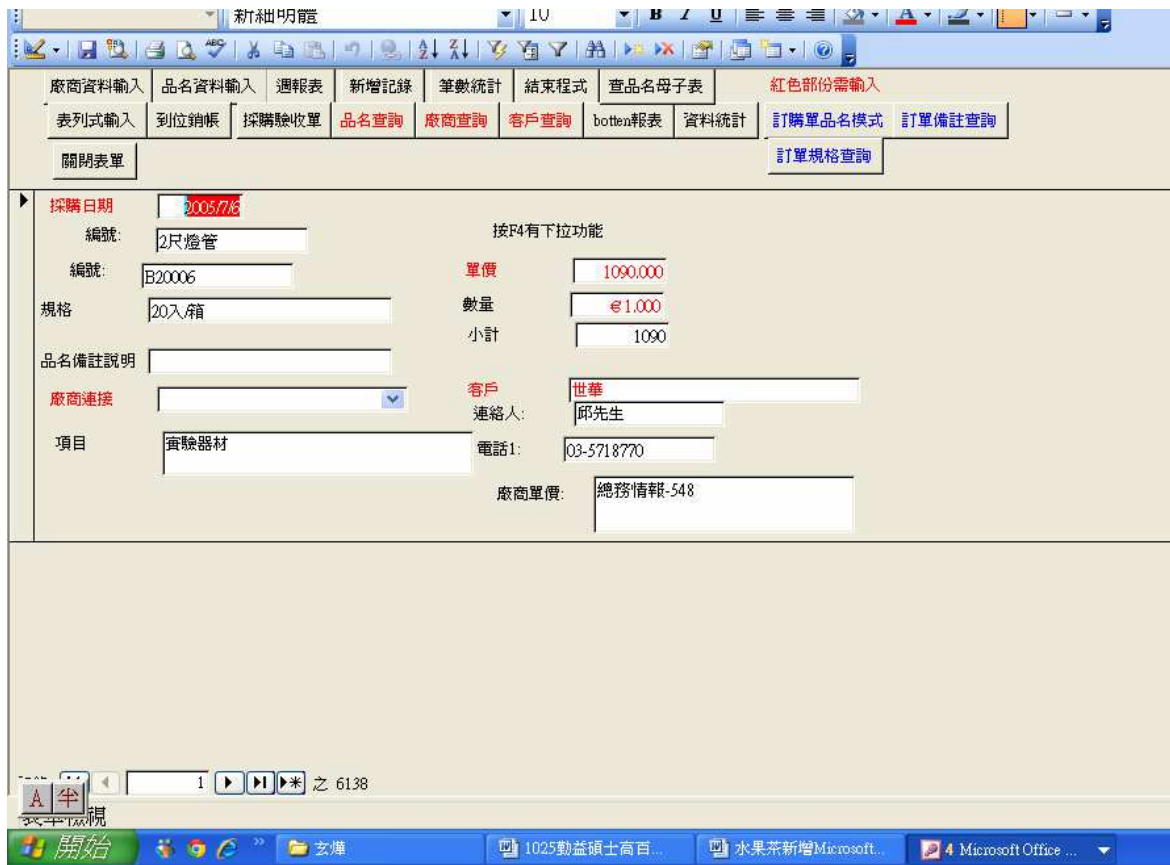 新細明體 10 B I U
廠商資料輸入 品名資料輸入 週報表 新增記錄 筆數統計 結束程式 查品名母子表 紅色部份需輸入
表列式輸入 到位銷帳 採購驗收單 品名查詢 廠商查詢 客戶查詢 botten報表 資料統計 訂購單品名模式 訂單備註查詢
關閉表單 訂單規格查詢
採購日期 2005/7/6
編號: 2尺燈管 按F4有下拉功能
編號: B20006 單價 1090.000
規格 20入/箱 數量 €1.000
小計 1090
品名備註說明
廠商連接 客戶 世華
連絡人: 邱先生
項目 實驗器材 電話1: 03-5718770
廠商單價: 總務情報-548
1 之 6138
A 半
表單檢視
開始 玄燁 1025勤益碩士高百... 水果茶新增Microsoft... 4 Microsoft Office ...